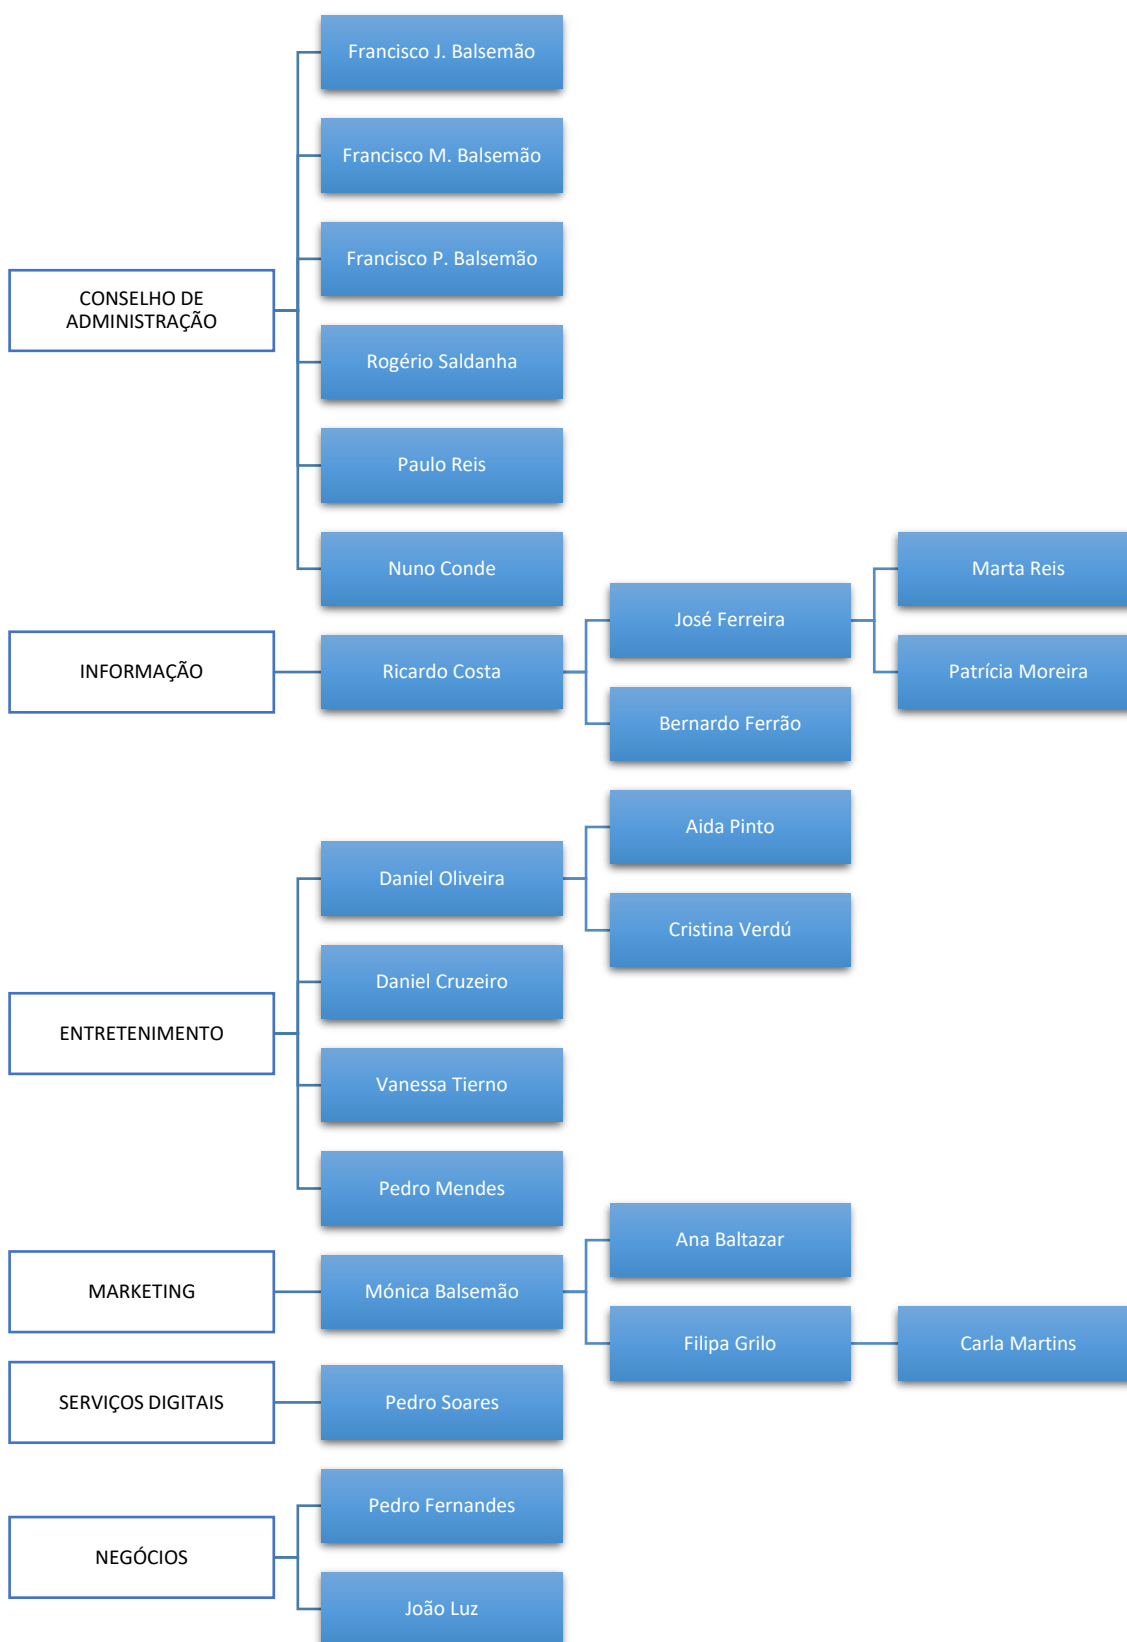 CONSELHO DE
ADMINISTRAÇÃO
Francisco J. Balsemão
Francisco M. Balsemão
Francisco P. Balsemão
Rogério Saldanha
Paulo Reis
Nuno Conde
INFORMAÇÃO
Ricardo Costa
José Ferreira
Marta Reis
Patrícia Moreira
Bernardo Ferrão
ENTRETENIMENTO
Daniel Oliveira
Aida Pinto
Cristina Verdú
Daniel Cruzeiro
Vanessa Tierno
Pedro Mendes
MARKETING
Mónica Balsemão
Ana Baltazar
Filipa Grilo
Carla Martins
SERVIÇOS DIGITAIS
Pedro Soares
NEGÓCIOS
Pedro Fernandes
João Luz